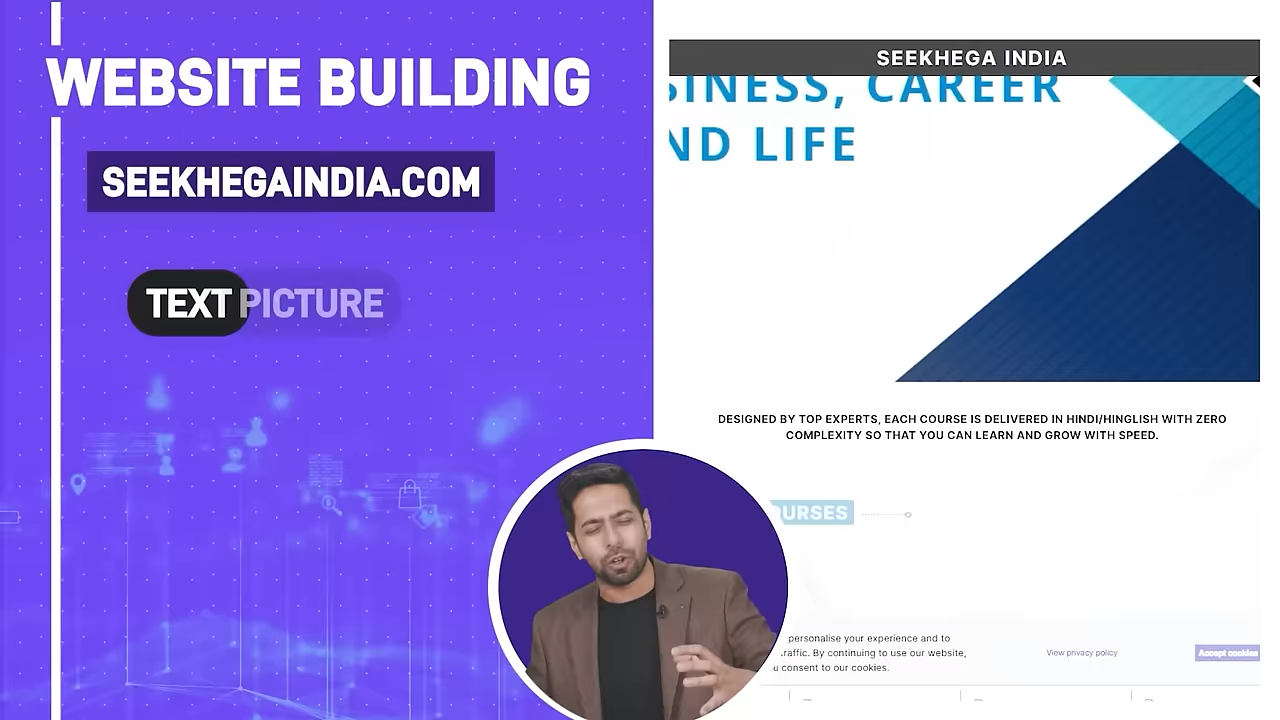 WEBSITE BUILDING
SEEKHEGAINDIA.COM
TEXT PICTURE
SEEKHEGA INDIA
SINESS, CAREER
ND LIFE
DESIGNED BY TOP EXPERTS, EACH COURSE IS DELIVERED IN HINDI/HINGLISH WITH ZERO
COMPLEXITY SO THAT YOU CAN LEARN AND GROW WITH SPEED.
OURSES
personalise your experience and to
raffic. By continuing to use our website,
u consent to our cookies.
View privacy policy
Accept cookies